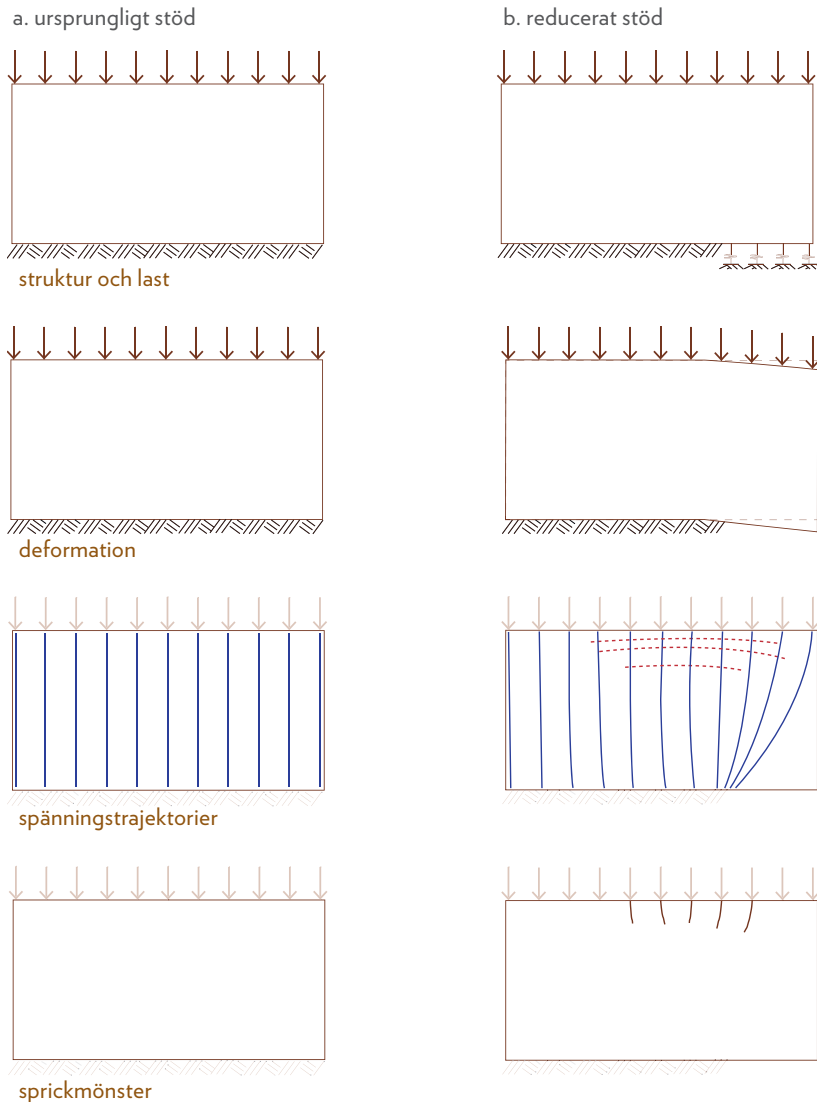 a. ursprungligt stöd
b. reducerat stöd
struktur och last
deformation
spänningstrajektorier
sprickmönster